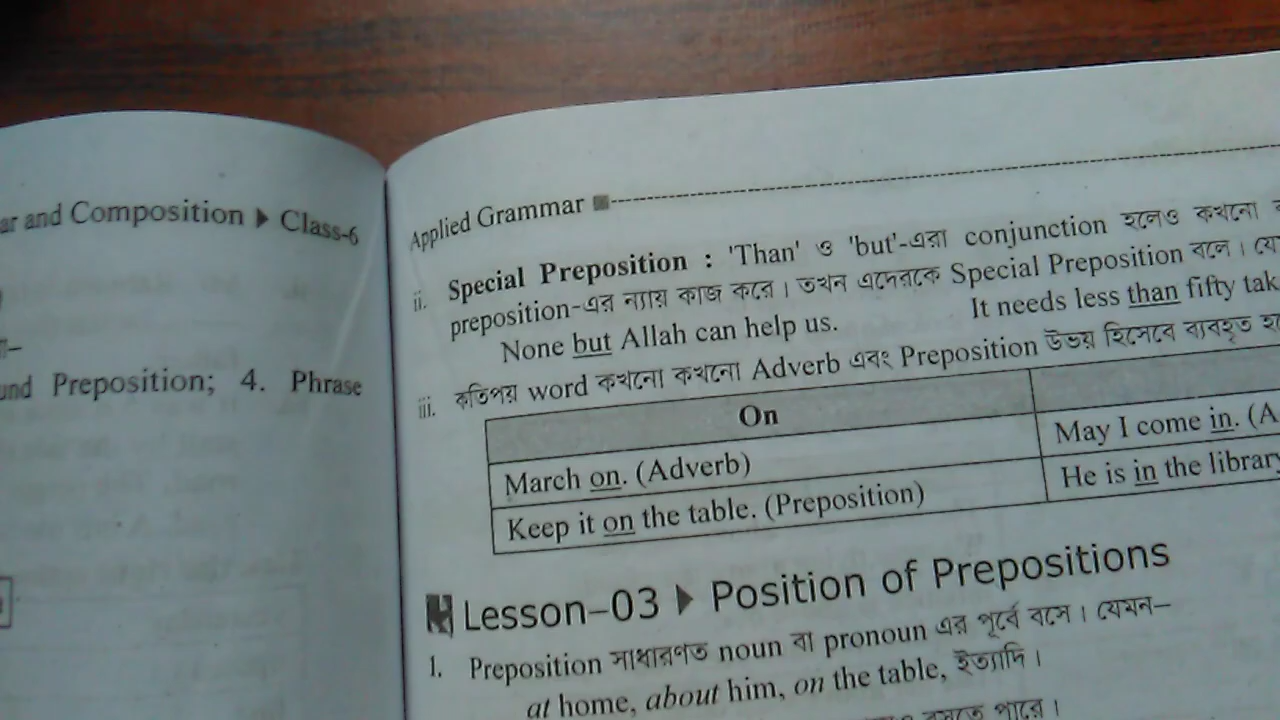 ar and Composition ▶ Class-6
und Preposition; 4. Phrase
Applied Grammar
ii. Special Preposition : 'Than' ও 'but'-এরা conjunction হলেও কখনো
preposition-এর ন্যায় কাজ করে। তখন এদেরকে Special Preposition বলে। যে
None but Allah can help us. It needs less than fifty tak
iii. কতিপয় word কখনো কখনো Adverb এবং Preposition উভয় হিসেবে ব্যবহৃত
On
March on. (Adverb) May I come in. (A
Keep it on the table. (Preposition) He is in the library
Lesson–03 ▶ Position of Prepositions
1. Preposition সাধারণত noun বা pronoun এর পূর্বে বসে। যেমন–
at home, about him, on the table, ইত্যাদি।
বসতে পারে।